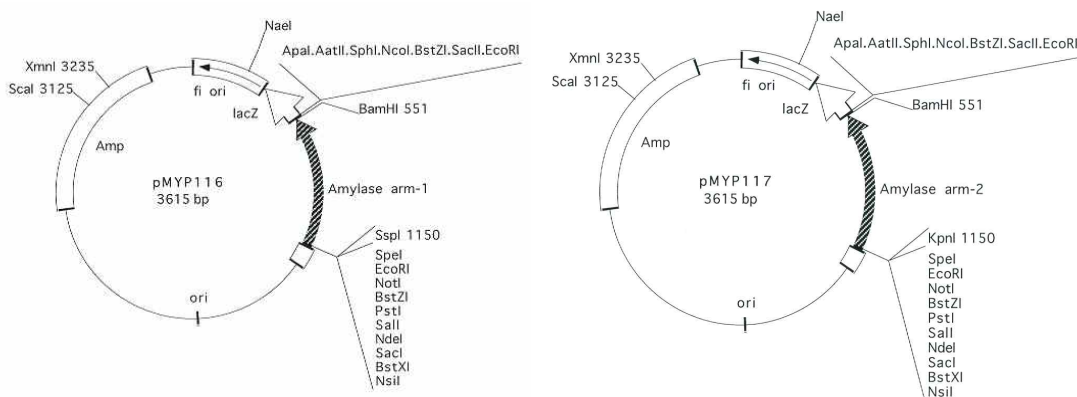 NaeI
ApaI.AatII.SphI.NcoI.BstZI.SacII.EcoRI
XmnI 3235
ScaI 3125
fi ori
lacZ
BamHI 551
Amp
pMYP116
3615 bp
Amylase arm-1
SspI 1150
SpeI
EcoRI
NotI
BstZI
PstI
SalI
NdeI
SacI
BstXI
NsiI
ori
NaeI
ApaI.AatII.SphI.NcoI.BstZI.SacII.EcoRI
XmnI 3235
ScaI 3125
fi ori
lacZ
BamHI 551
Amp
pMYP117
3615 bp
Amylase arm-2
KpnI 1150
SpeI
EcoRI
NotI
BstZI
PstI
SalI
NdeI
SacI
BstXI
NsiI
ori